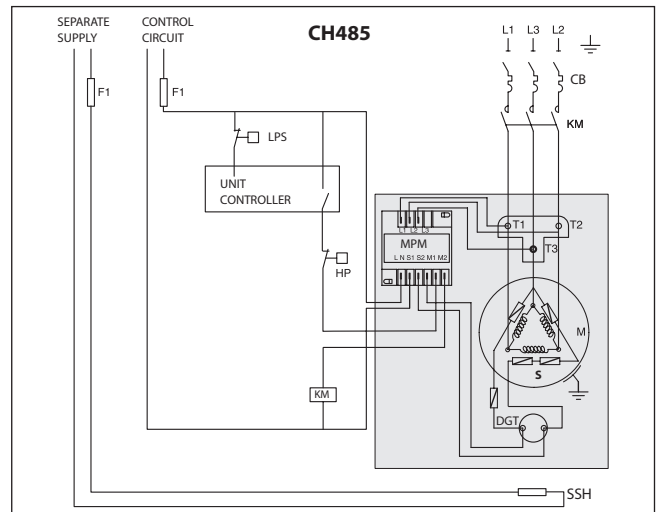 SEPARATE
SUPPLY
CONTROL
CIRCUIT
CH485
L1 L3 L2
F1
F1
CB
KM
LPS
UNIT
CONTROLLER
L1 L2 L3
MPM
L N S1 S2 M1 M2
T1
T2
T3
HP
M
S
KM
DGT
SSH